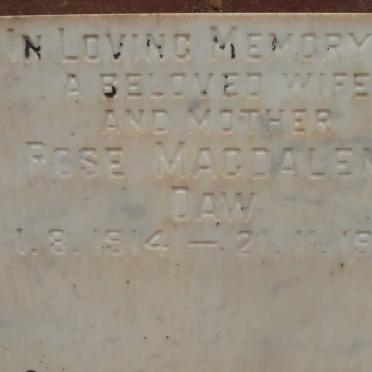 In Loving Memory
A BELOVED WIFE
AND MOTHER
ROSE MAGDALEN
DAW
1.8.1914 — 21.11.19